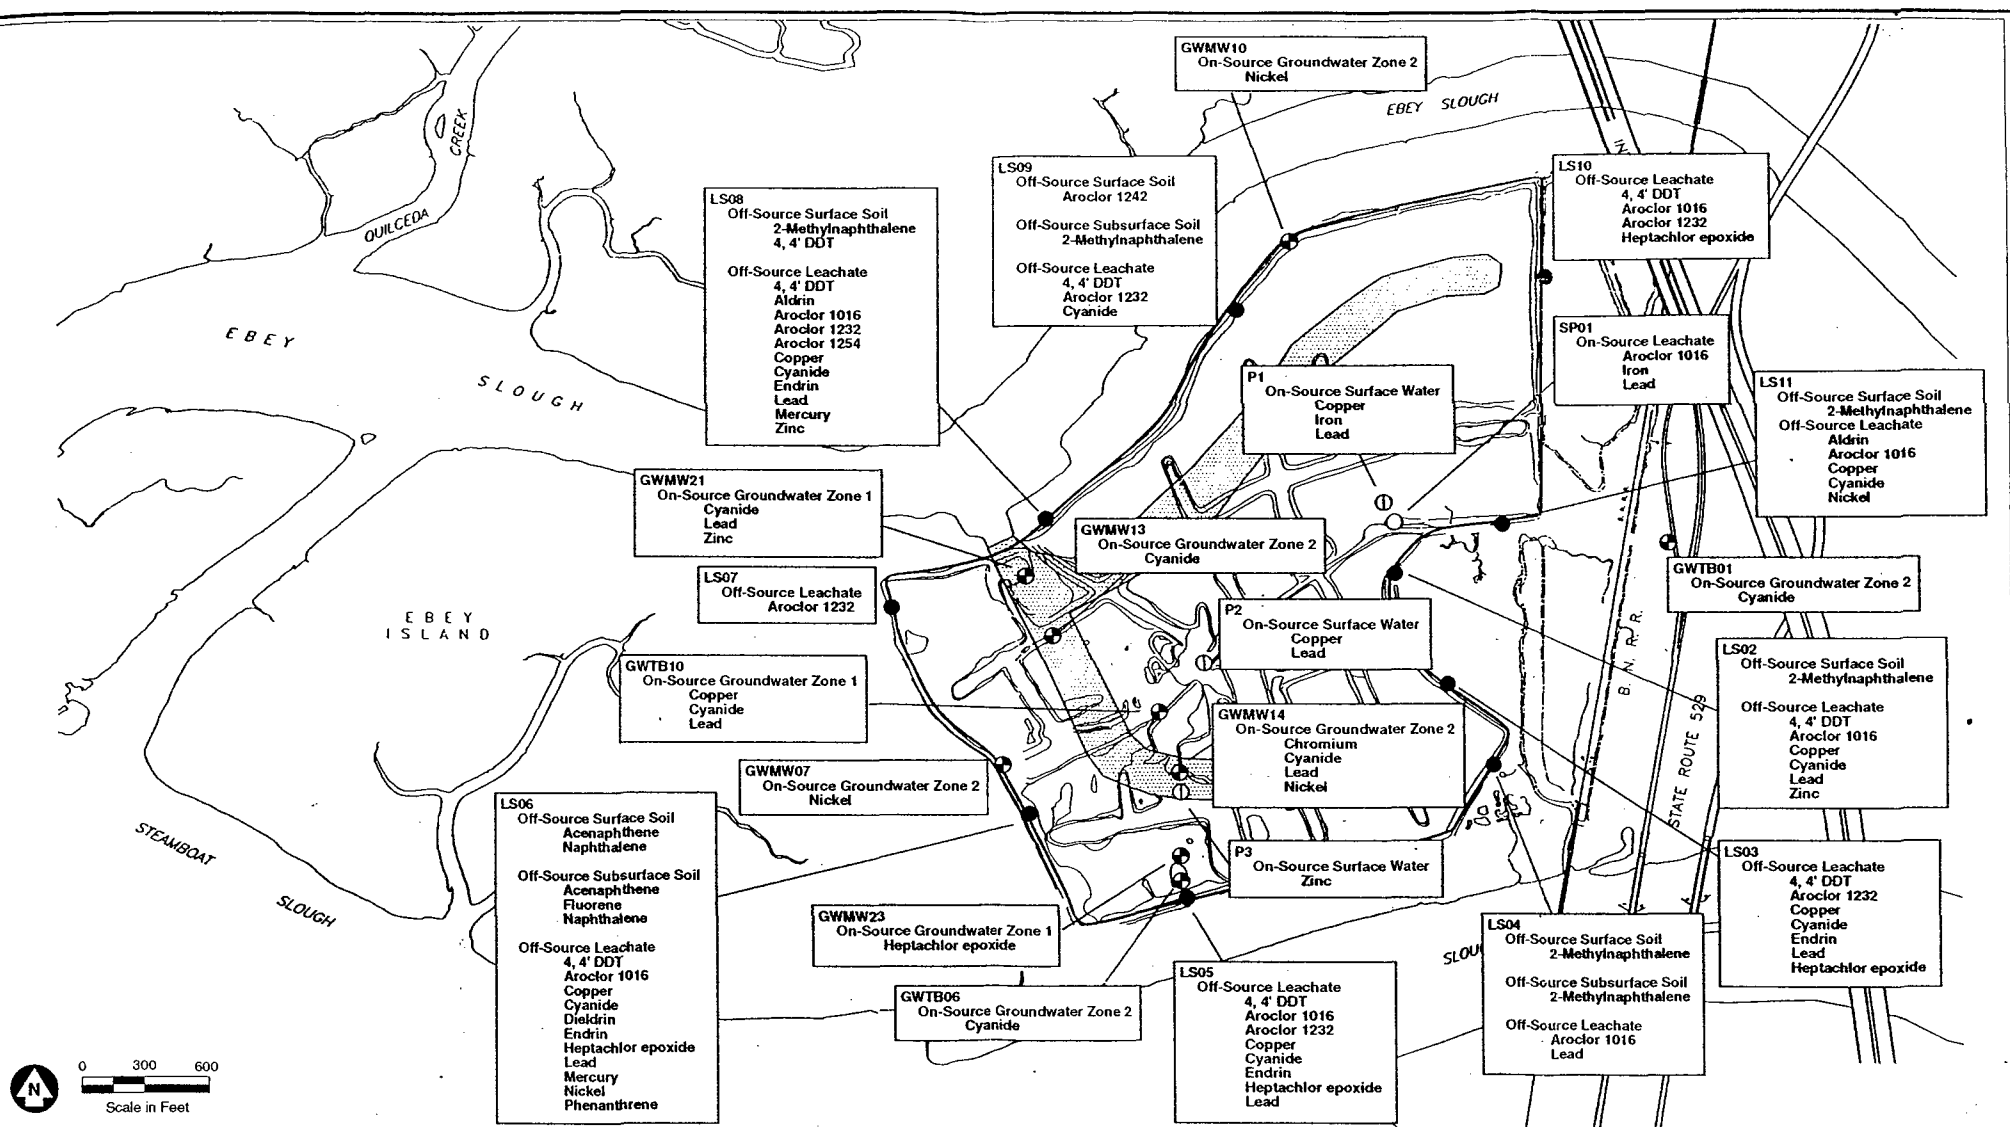 GWMW10
On-Source Groundwater Zone 2
Nickel
EBEY SLOUGH
QUILCEDA
CREEK
LS09
Off-Source Surface Soil
Aroclor 1242
Off-Source Subsurface Soil
2-Methylnaphthalene
Off-Source Leachate
4, 4' DDT
Aroclor 1232
Cyanide
LS10
Off-Source Leachate
4, 4' DDT
Aroclor 1016
Aroclor 1232
Heptachlor epoxide
LS08
Off-Source Surface Soil
2-Methylnaphthalene
4, 4' DDT
Off-Source Leachate
4, 4' DDT
Aldrin
Aroclor 1016
Aroclor 1232
Aroclor 1254
Copper
Cyanide
Endrin
Lead
Mercury
Zinc
EBEY
SLOUGH
SP01
On-Source Leachate
Aroclor 1016
Iron
Lead
P1
On-Source Surface Water
Copper
Iron
Lead
LS11
Off-Source Surface Soil
2-Methylnaphthalene
Off-Source Leachate
Aldrin
Aroclor 1016
Copper
Cyanide
Nickel
GWMW21
On-Source Groundwater Zone 1
Cyanide
Lead
Zinc
GWMW13
On-Source Groundwater Zone 2
Cyanide
LS07
Off-Source Leachate
Aroclor 1232
GWTB01
On-Source Groundwater Zone 2
Cyanide
EBEY
ISLAND
P2
On-Source Surface Water
Copper
Lead
B. N. R. R.
STATE ROUTE 529
LS02
Off-Source Surface Soil
2-Methylnaphthalene
Off-Source Leachate
4, 4' DDT
Aroclor 1016
Copper
Cyanide
Lead
Zinc
GWTB10
On-Source Groundwater Zone 1
Copper
Cyanide
Lead
GWMW14
On-Source Groundwater Zone 2
Chromium
Cyanide
Lead
Nickel
GWMW07
On-Source Groundwater Zone 2
Nickel
LS06
Off-Source Surface Soil
Acenaphthene
Naphthalene
Off-Source Subsurface Soil
Acenaphthene
Fluorene
Naphthalene
Off-Source Leachate
4, 4' DDT
Aroclor 1016
Copper
Cyanide
Dieldrin
Endrin
Heptachlor epoxide
Lead
Mercury
Nickel
Phenanthrene
STEAMBOAT
SLOUGH
P3
On-Source Surface Water
Zinc
LS03
Off-Source Leachate
4, 4' DDT
Aroclor 1232
Copper
Cyanide
Endrin
Lead
Heptachlor epoxide
GWMW23
On-Source Groundwater Zone 1
Heptachlor epoxide
LS04
Off-Source Surface Soil
2-Methylnaphthalene
Off-Source Subsurface Soil
2-Methylnaphthalene
Off-Source Leachate
Aroclor 1016
Lead
GWTB06
On-Source Groundwater Zone 2
Cyanide
LS05
Off-Source Leachate
4, 4' DDT
Aroclor 1016
Aroclor 1232
Copper
Cyanide
Endrin
Heptachlor epoxide
Lead
N
0 300 600
Scale in Feet